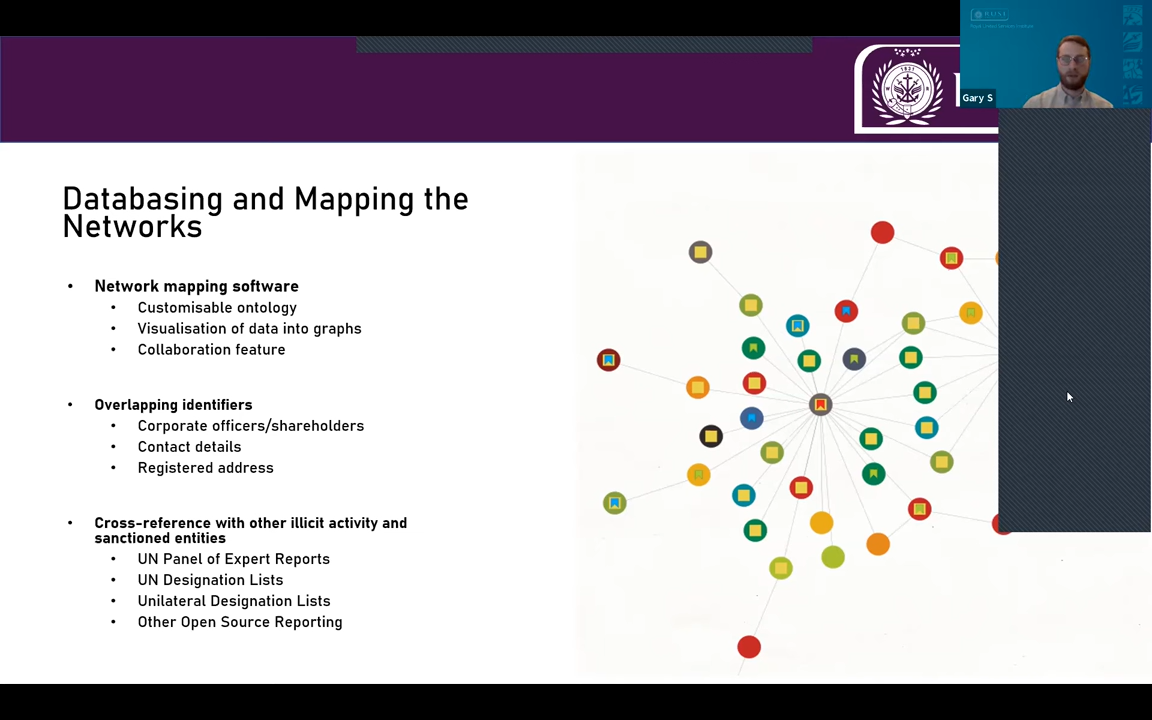 RUSI
1831
Gary S
Databasing and Mapping the
Networks
• Network mapping software
• Customisable ontology
• Visualisation of data into graphs
• Collaboration feature
• Overlapping identifiers
• Corporate officers/shareholders
• Contact details
• Registered address
• Cross-reference with other illicit activity and
sanctioned entities
• UN Panel of Expert Reports
• UN Designation Lists
• Unilateral Designation Lists
• Other Open Source Reporting